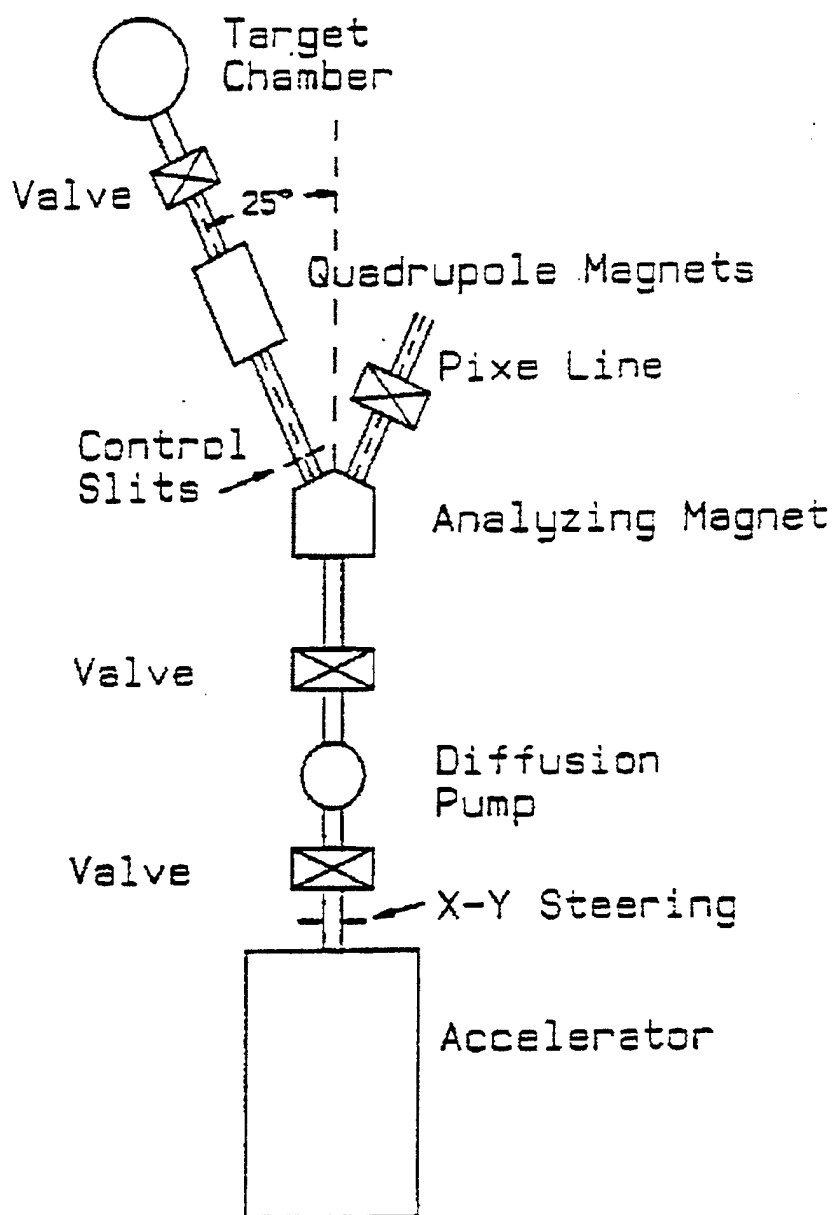 Target
Chamber
Valve
25°
Quadrupole Magnets
Pixe Line
Control
Slits
Analyzing Magnet
Valve
Diffusion
Pump
Valve
X-Y Steering
Accelerator